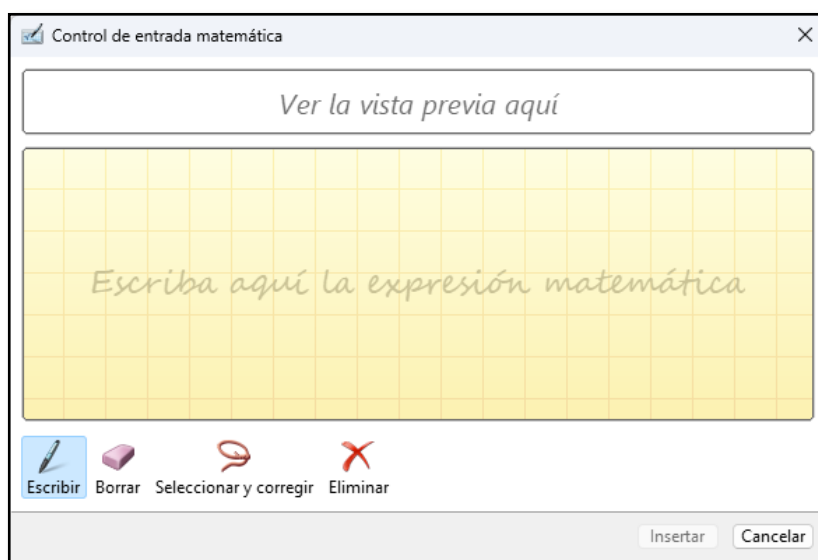 Control de entrada matemática
Ver la vista previa aquí
Escriba aquí la expresión matemática
Escribir Borrar Seleccionar y corregir Eliminar
Insertar Cancelar